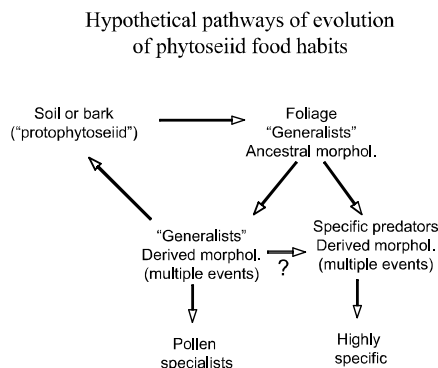 Hypothetical pathways of evolution
of phytoseiid food habits
Soil or bark
("protophytoseiid")
Foliage
"Generalists"
Ancestral morphol.
"Generalists"
Derived morphol.
(multiple events)
?
Specific predators
Derived morphol.
(multiple events)
Pollen
specialists
Highly
specific